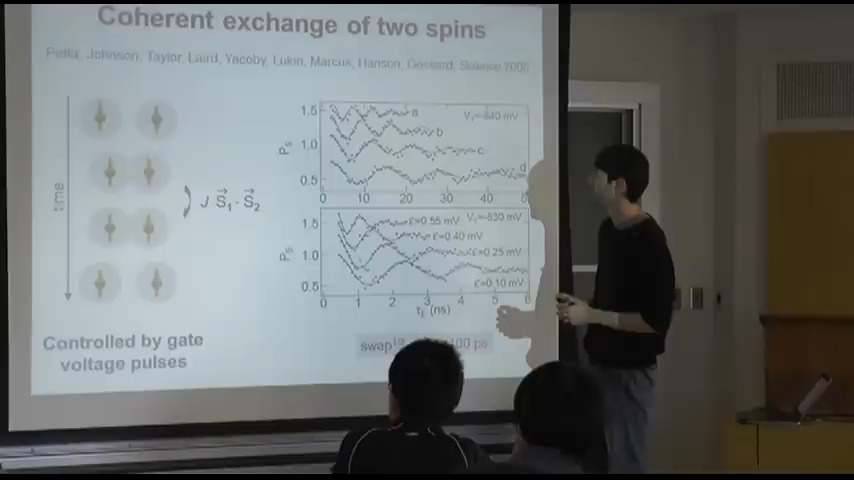 Coherent exchange of two spins
Petta, Johnson, Taylor, Laird, Yacoby, Lukin, Marcus, Hanson, Gossard, Science 2005
time
J S⃗₁ · S⃗₂
Controlled by gate
voltage pulses
1.5
1.0
0.5
Pₛ
a
b
c
d
0 10 20 30 40 50
1.5
1.0
0.5
Pₛ
ε=0.55 mV
ε=0.40 mV
ε=0.25 mV
ε=0.10 mV
0 1 2 3 4 5 6
τE (ns)
100 ps